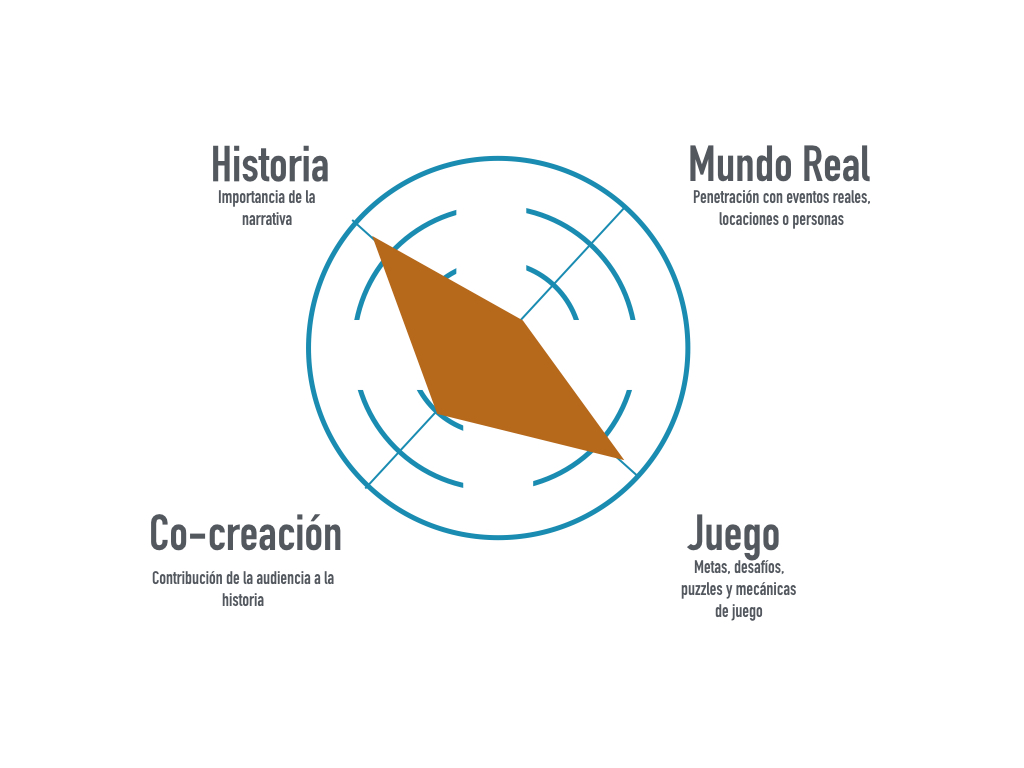 Historia
Importancia de la
narrativa
Mundo Real
Penetración con eventos reales,
locaciones o personas
Co-creación
Contribución de la audiencia a la
historia
Juego
Metas, desafíos,
puzzles y mecánicas
de juego